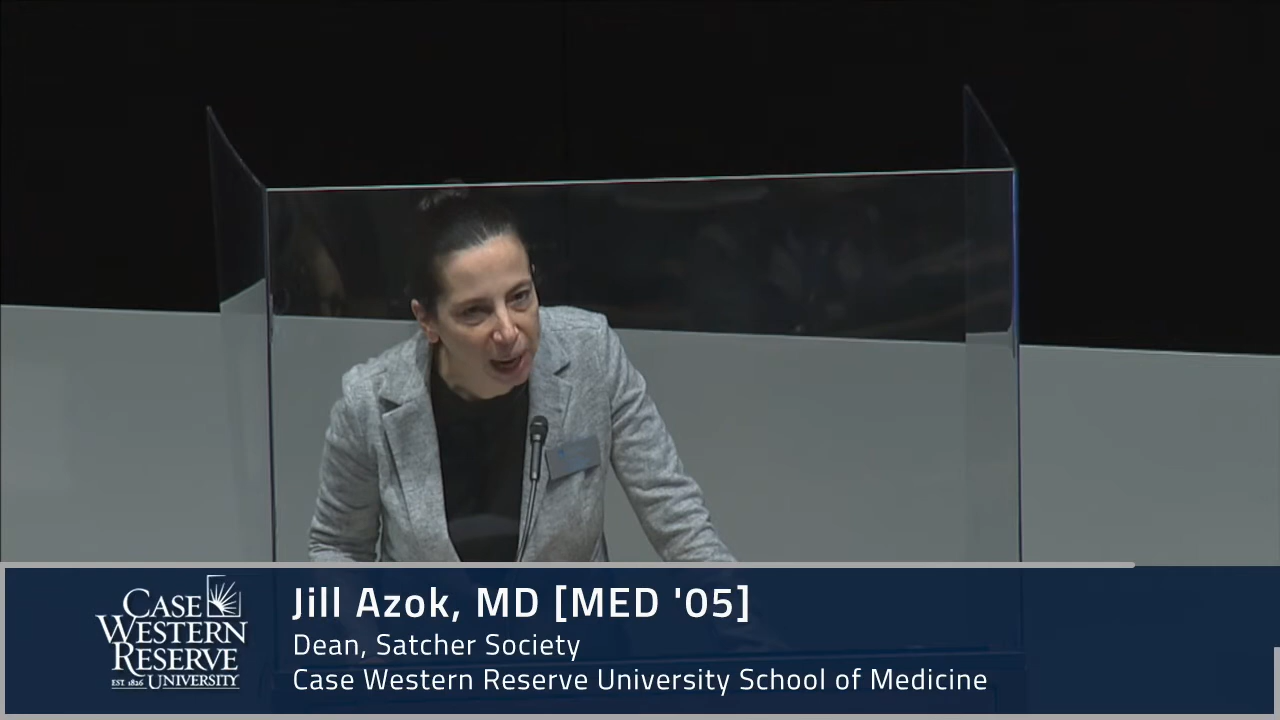 CASE
WESTERN
RESERVE
EST. 1826 UNIVERSITY
Jill Azok, MD [MED '05]
Dean, Satcher Society
Case Western Reserve University School of Medicine